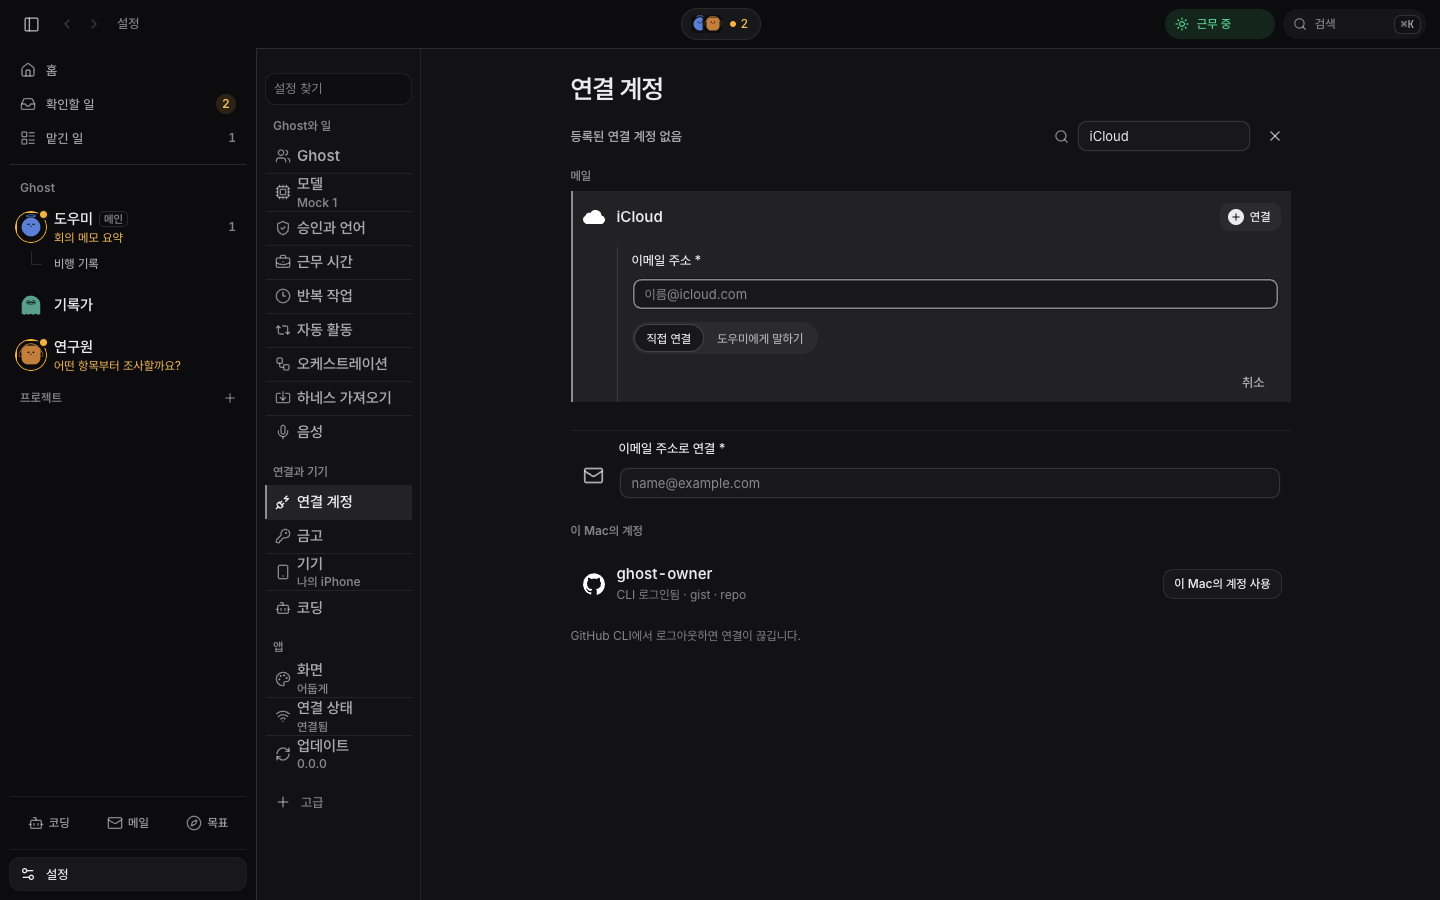 설정
2
근무 중
검색
⌘K
홈
확인할 일
2
맡긴 일
1
Ghost
도우미
메인
회의 메모 요약
1
비행 기록
기록가
연구원
어떤 항목부터 조사할까요?
프로젝트
코딩
메일
목표
설정
설정 찾기
Ghost와 일
Ghost
모델
Mock 1
승인과 언어
근무 시간
반복 작업
자동 활동
오케스트레이션
하네스 가져오기
음성
연결과 기기
연결 계정
금고
기기
나의 iPhone
코딩
앱
화면
어둡게
연결 상태
연결됨
업데이트
0.0.0
고급
연결 계정
등록된 연결 계정 없음
iCloud
메일
iCloud
연결
이메일 주소 *
이름@icloud.com
직접 연결
도우미에게 말하기
취소
이메일 주소로 연결 *
name@example.com
이 Mac의 계정
ghost-owner
CLI 로그인됨 · gist · repo
이 Mac의 계정 사용
GitHub CLI에서 로그아웃하면 연결이 끊깁니다.